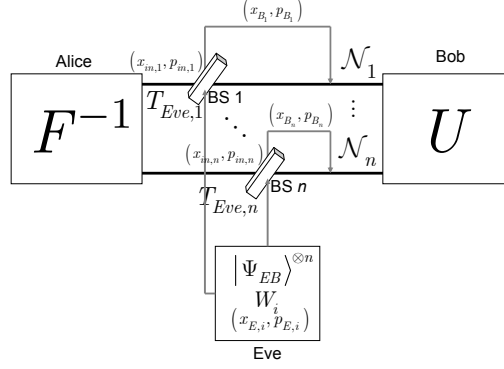 (x_{B_1}, p_{B_1})
Alice
(x_{in,1}, p_{in,1})
𝒩_1
Bob
F^{-1}
T_{Eve,1}
BS 1
⋱
(x_{B_n}, p_{B_n})
⋮
U
(x_{in,n}, p_{in,n})
𝒩_n
T_{Eve,n}
BS n
|Ψ_{EB}⟩^{⊗n}
W_i
(x_{E,i}, p_{E,i})
Eve